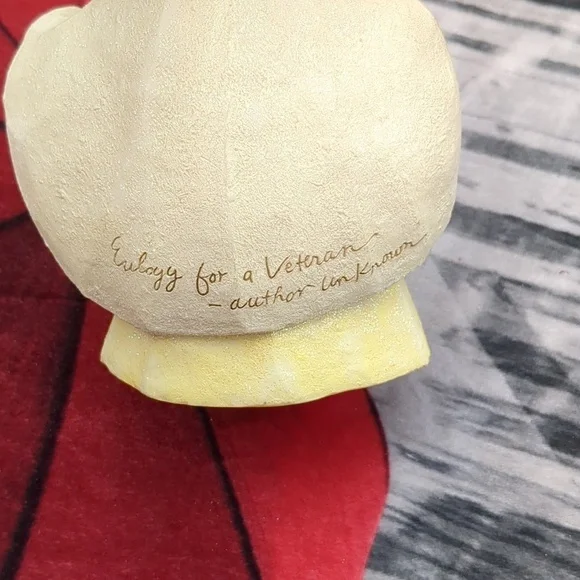 Eulogy for a Veteran
- author unknown